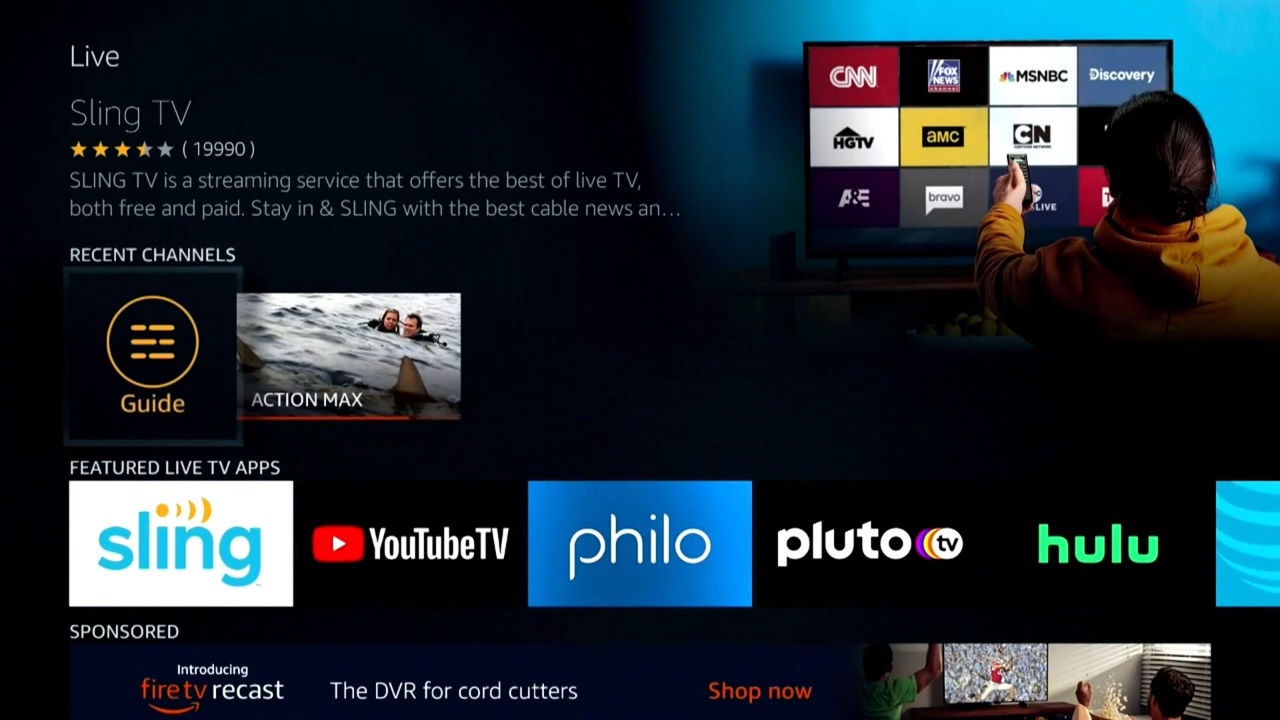 Live
Sling TV
( 19990 )
SLING TV is a streaming service that offers the best of live TV,
both free and paid. Stay in & SLING with the best cable news an...
CNN
FOX
NEWS
channel
MSNBC
Discovery
HGTV
aMC
CN
CARTOON NETWORK
A&E
bravo
LIVE
RECENT CHANNELS
Guide
ACTION MAX
FEATURED LIVE TV APPS
sling
YouTubeTV
philo
pluto tv
hulu
SPONSORED
Introducing
fire tv recast
The DVR for cord cutters
Shop now